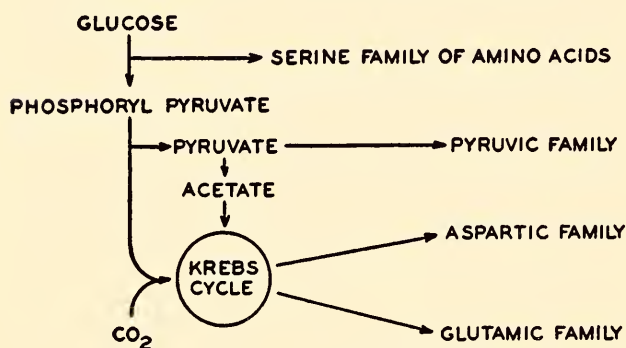 GLUCOSE
SERINE FAMILY OF AMINO ACIDS
PHOSPHORYL PYRUVATE
PYRUVATE
PYRUVIC FAMILY
ACETATE
ASPARTIC FAMILY
KREBS
CYCLE
CO2
GLUTAMIC FAMILY